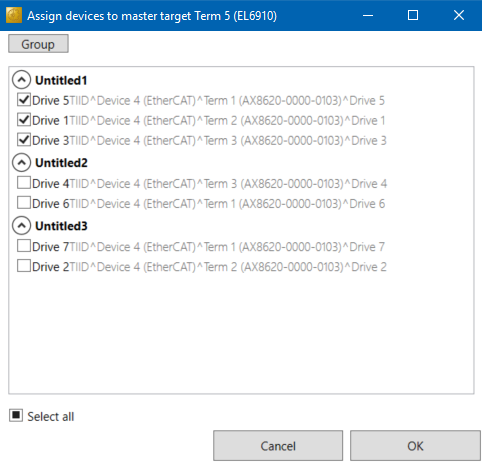 Assign devices to master target Term 5 (EL6910)
Group
Untitled1
Drive 5TIID^Device 4 (EtherCAT)^Term 1 (AX8620-0000-0103)^Drive 5
Drive 1TIID^Device 4 (EtherCAT)^Term 2 (AX8620-0000-0103)^Drive 1
Drive 3TIID^Device 4 (EtherCAT)^Term 3 (AX8620-0000-0103)^Drive 3
Untitled2
Drive 4TIID^Device 4 (EtherCAT)^Term 3 (AX8620-0000-0103)^Drive 4
Drive 6TIID^Device 4 (EtherCAT)^Term 1 (AX8620-0000-0103)^Drive 6
Untitled3
Drive 7TIID^Device 4 (EtherCAT)^Term 1 (AX8620-0000-0103)^Drive 7
Drive 2TIID^Device 4 (EtherCAT)^Term 2 (AX8620-0000-0103)^Drive 2
Select all
Cancel OK